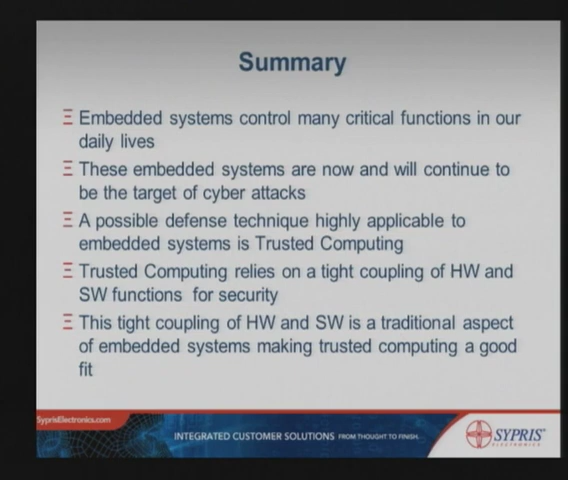 Summary
Embedded systems control many critical functions in our
daily lives
These embedded systems are now and will continue to
be the target of cyber attacks
A possible defense technique highly applicable to
embedded systems is Trusted Computing
Trusted Computing relies on a tight coupling of HW and
SW functions for security
This tight coupling of HW and SW is a traditional aspect
of embedded systems making trusted computing a good
fit
SyprisElectronics.com
INTEGRATED CUSTOMER SOLUTIONS FROM THOUGHT TO FINISH.
SYPRIS
ELECTRONICS